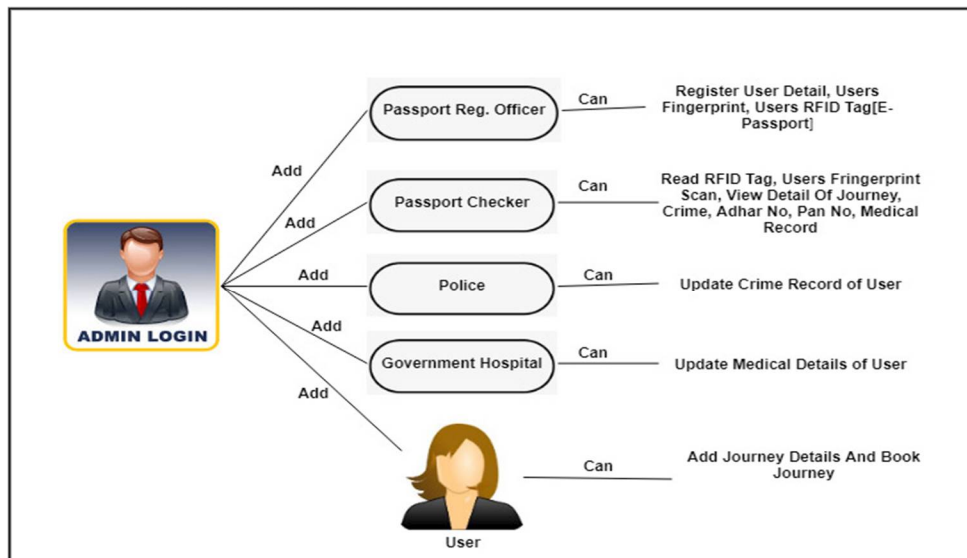 Passport Reg. Officer
Can
Register User Detail, Users
Fingerprint, Users RFID Tag[E-
Passport]
Add
Passport Checker
Can
Read RFID Tag, Users Fringerprint
Scan, View Detail Of Journey,
Crime, Adhar No, Pan No, Medical
Record
Add
ADMIN LOGIN
Add
Police
Can
Update Crime Record of User
Add
Government Hospital
Can
Update Medical Details of User
Add
User
Can
Add Journey Details And Book
Journey